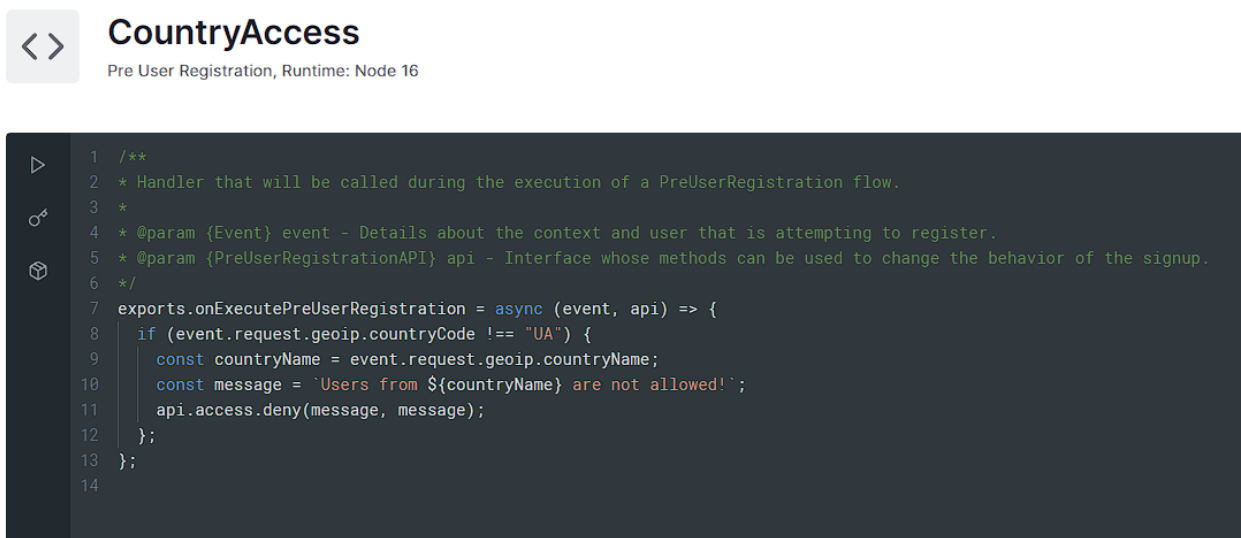 CountryAccess
Pre User Registration, Runtime: Node 16
1 /**
2 * Handler that will be called during the execution of a PreUserRegistration flow.
3 *
4 * @param {Event} event - Details about the context and user that is attempting to register.
5 * @param {PreUserRegistrationAPI} api - Interface whose methods can be used to change the behavior of the signup.
6 */
7 exports.onExecutePreUserRegistration = async (event, api) => {
8   if (event.request.geoip.countryCode !== "UA") {
9     const countryName = event.request.geoip.countryName;
10     const message = `Users from ${countryName} are not allowed!`;
11     api.access.deny(message, message);
12   };
13 };
14